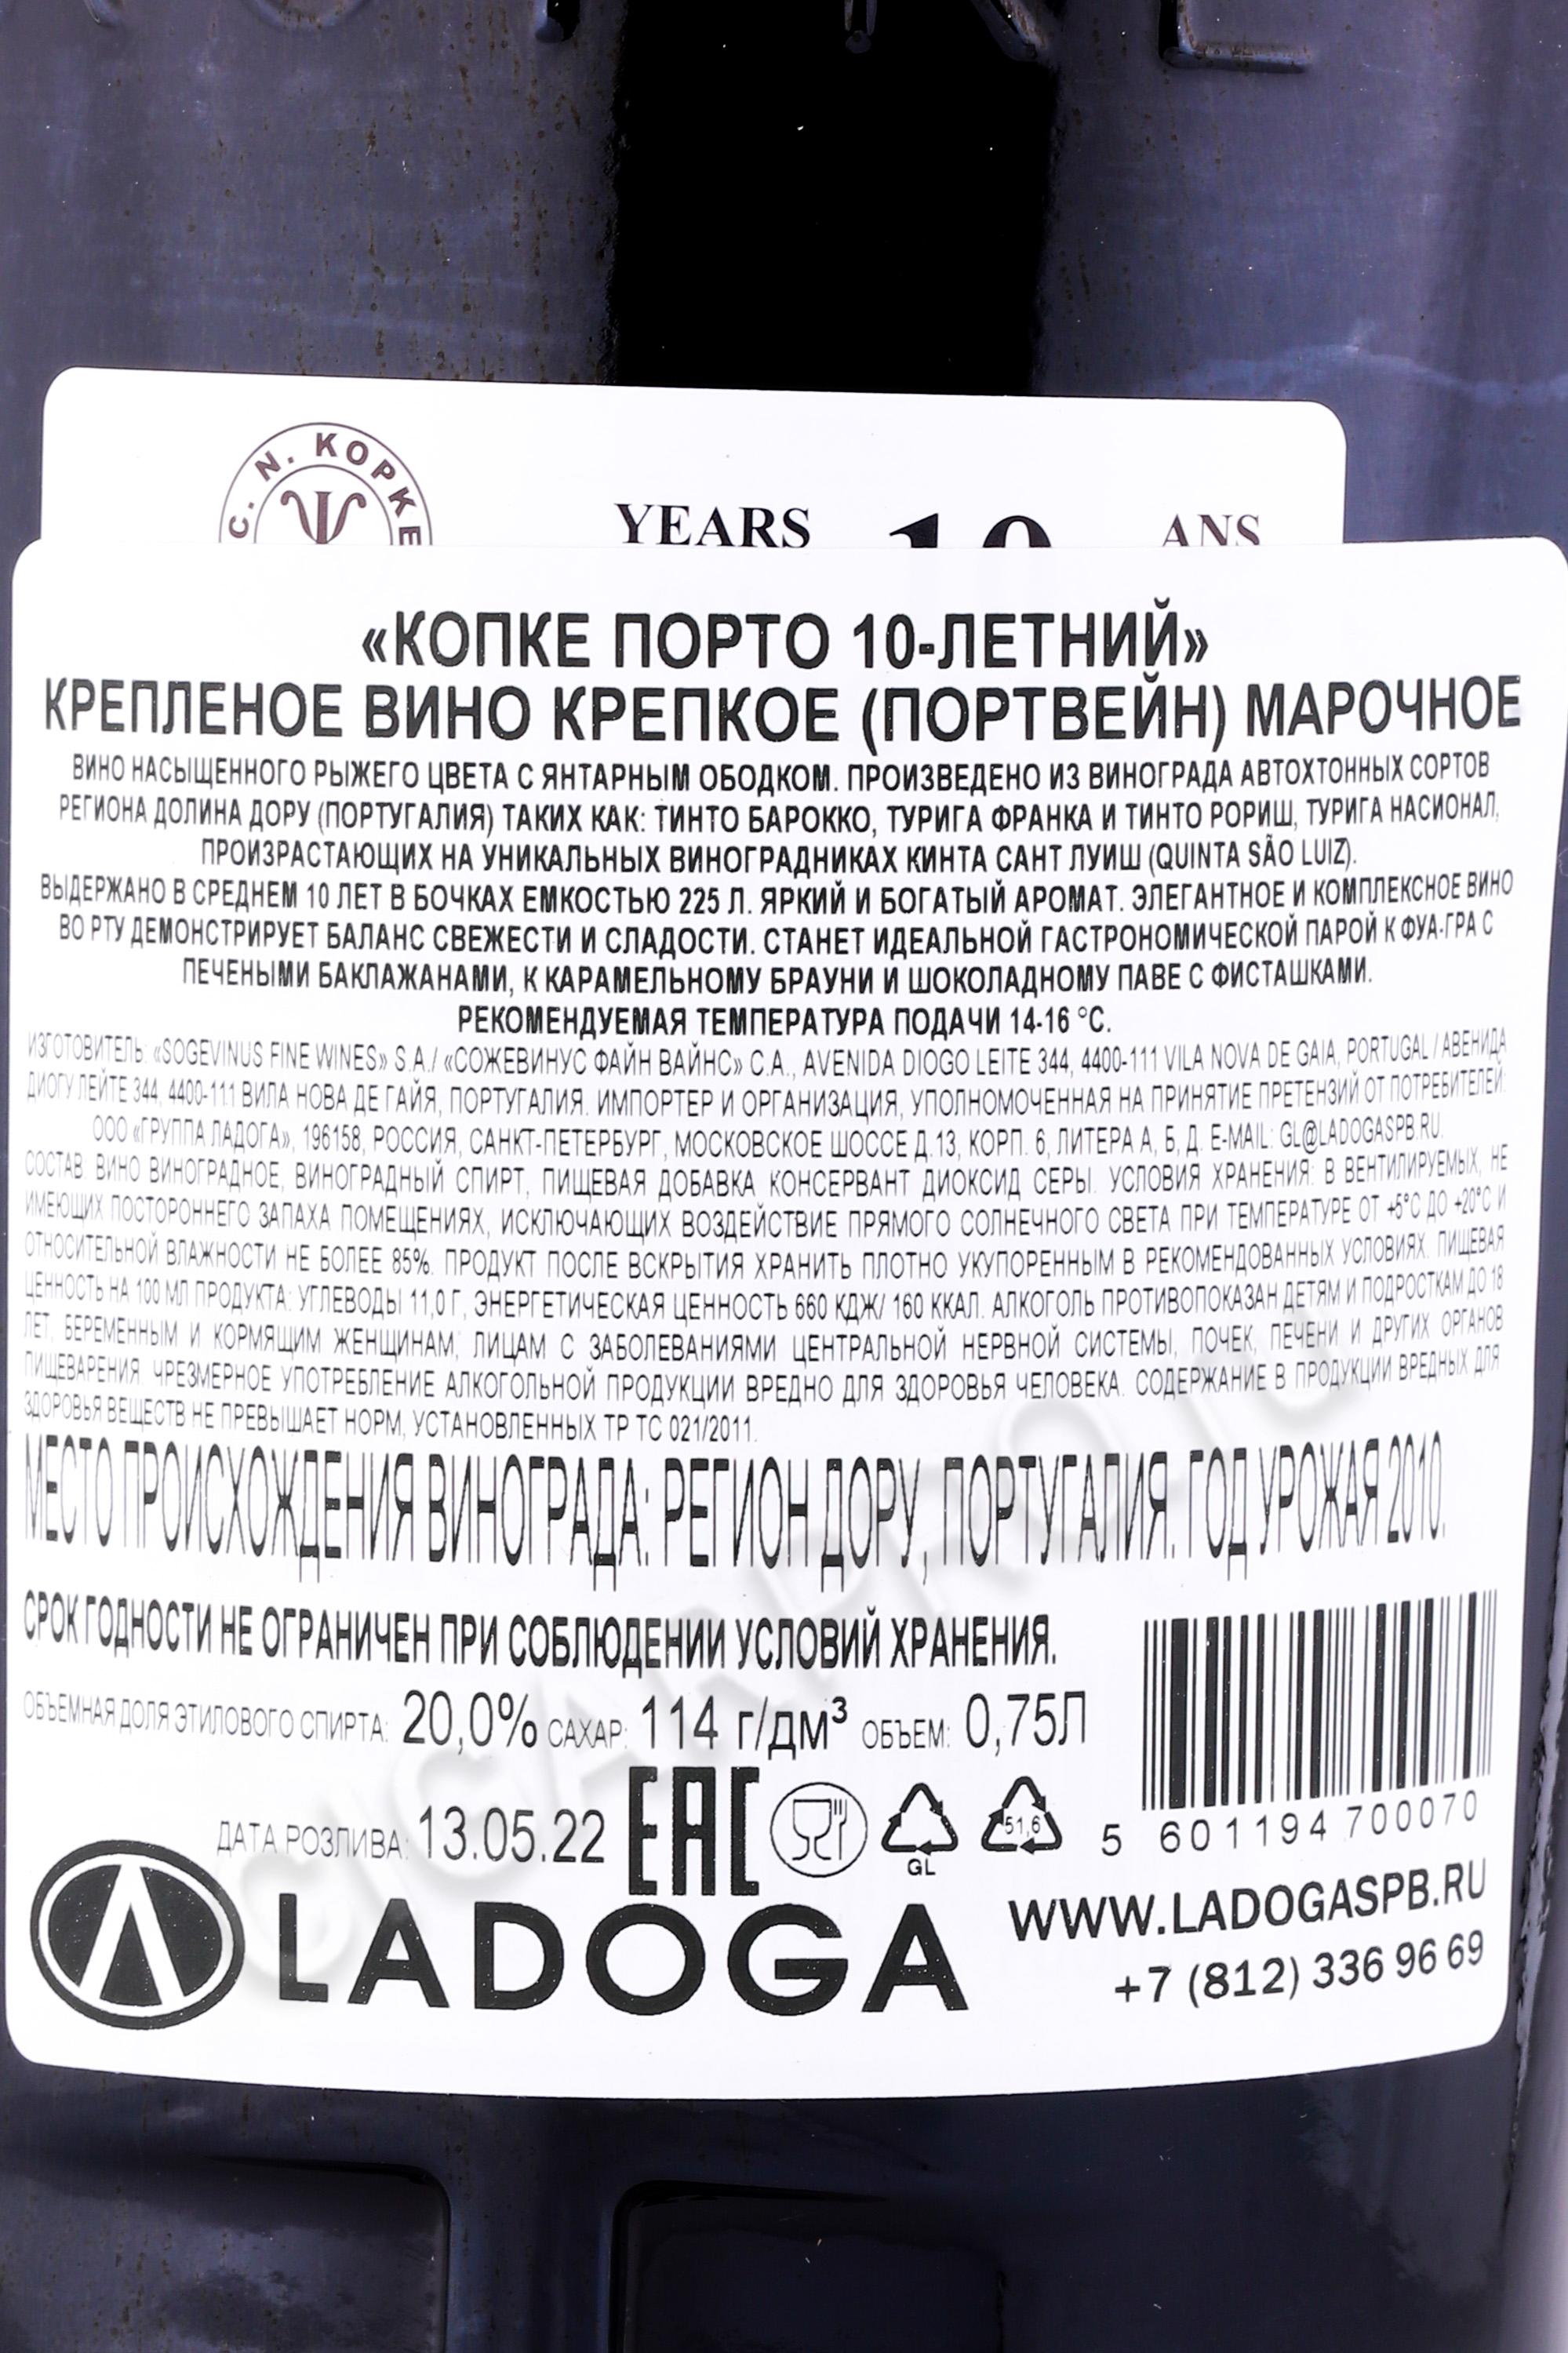 C. N. KOPKE
YEARS 10 ANS
«КОПКЕ ПОРТО 10-ЛЕТНИЙ»
КРЕПЛЕНОЕ ВИНО КРЕПКОЕ (ПОРТВЕЙН) МАРОЧНОЕ
ВИНО НАСЫЩЕННОГО РЫЖЕГО ЦВЕТА С ЯНТАРНЫМ ОБОДКОМ. ПРОИЗВЕДЕНО ИЗ ВИНОГРАДА АВТОХТОННЫХ СОРТОВ
РЕГИОНА ДОЛИНА ДОРУ (ПОРТУГАЛИЯ) ТАКИХ КАК: ТИНТО БАРОККО, ТУРИГА ФРАНКА И ТИНТО РОРИШ, ТУРИГА НАСИОНАЛ,
ПРОИЗРАСТАЮЩИХ НА УНИКАЛЬНЫХ ВИНОГРАДНИКАХ КИНТА САНТ ЛУИШ (QUINTA SÃO LUIZ).
ВЫДЕРЖАНО В СРЕДНЕМ 10 ЛЕТ В БОЧКАХ ЕМКОСТЬЮ 225 Л. ЯРКИЙ И БОГАТЫЙ АРОМАТ. ЭЛЕГАНТНОЕ И КОМПЛЕКСНОЕ ВИНО
ВО РТУ ДЕМОНСТРИРУЕТ БАЛАНС СВЕЖЕСТИ И СЛАДОСТИ. СТАНЕТ ИДЕАЛЬНОЙ ГАСТРОНОМИЧЕСКОЙ ПАРОЙ К ФУА-ГРА С
ПЕЧЕНЫМИ БАКЛАЖАНАМИ, К КАРАМЕЛЬНОМУ БРАУНИ И ШОКОЛАДНОМУ ПАВЕ С ФИСТАШКАМИ.
РЕКОМЕНДУЕМАЯ ТЕМПЕРАТУРА ПОДАЧИ 14-16 °С.
ИЗГОТОВИТЕЛЬ: «SOGEVINUS FINE WINES» S.A./ «СОЖЕВИНУС ФАЙН ВАЙНС» С.А., AVENIDA DIOGO LEITE 344, 4400-111 VILA NOVA DE GAIA, PORTUGAL / АВЕНИДА
ДИОГУ ЛЕЙТЕ 344, 4400-111 ВИЛА НОВА ДЕ ГАЙЯ, ПОРТУГАЛИЯ. ИМПОРТЕР И ОРГАНИЗАЦИЯ, УПОЛНОМОЧЕННАЯ НА ПРИНЯТИЕ ПРЕТЕНЗИЙ ОТ ПОТРЕБИТЕЛЕЙ:
ООО «ГРУППА ЛАДОГА», 196158, РОССИЯ, САНКТ-ПЕТЕРБУРГ, МОСКОВСКОЕ ШОССЕ Д.13, КОРП. 6, ЛИТЕРА А, Б, Д. E-MAIL: GL@LADOGASPB.RU.
СОСТАВ: ВИНО ВИНОГРАДНОЕ, ВИНОГРАДНЫЙ СПИРТ, ПИЩЕВАЯ ДОБАВКА КОНСЕРВАНТ ДИОКСИД СЕРЫ. УСЛОВИЯ ХРАНЕНИЯ: В ВЕНТИЛИРУЕМЫХ, НЕ
ИМЕЮЩИХ ПОСТОРОННЕГО ЗАПАХА ПОМЕЩЕНИЯХ, ИСКЛЮЧАЮЩИХ ВОЗДЕЙСТВИЕ ПРЯМОГО СОЛНЕЧНОГО СВЕТА ПРИ ТЕМПЕРАТУРЕ ОТ +5°С ДО +20°С И
ОТНОСИТЕЛЬНОЙ ВЛАЖНОСТИ НЕ БОЛЕЕ 85%. ПРОДУКТ ПОСЛЕ ВСКРЫТИЯ ХРАНИТЬ ПЛОТНО УКУПОРЕННЫМ В РЕКОМЕНДОВАННЫХ УСЛОВИЯХ. ПИЩЕВАЯ
ЦЕННОСТЬ НА 100 МЛ ПРОДУКТА: УГЛЕВОДЫ 11,0 Г, ЭНЕРГЕТИЧЕСКАЯ ЦЕННОСТЬ 660 КДЖ/ 160 ККАЛ. АЛКОГОЛЬ ПРОТИВОПОКАЗАН ДЕТЯМ И ПОДРОСТКАМ ДО 18
ЛЕТ, БЕРЕМЕННЫМ И КОРМЯЩИМ ЖЕНЩИНАМ, ЛИЦАМ С ЗАБОЛЕВАНИЯМИ ЦЕНТРАЛЬНОЙ НЕРВНОЙ СИСТЕМЫ, ПОЧЕК, ПЕЧЕНИ И ДРУГИХ ОРГАНОВ
ПИЩЕВАРЕНИЯ. ЧРЕЗМЕРНОЕ УПОТРЕБЛЕНИЕ АЛКОГОЛЬНОЙ ПРОДУКЦИИ ВРЕДНО ДЛЯ ЗДОРОВЬЯ ЧЕЛОВЕКА. СОДЕРЖАНИЕ В ПРОДУКЦИИ ВРЕДНЫХ ДЛЯ
ЗДОРОВЬЯ ВЕЩЕСТВ НЕ ПРЕВЫШАЕТ НОРМ, УСТАНОВЛЕННЫХ ТР ТС 021/2011.
МЕСТО ПРОИСХОЖДЕНИЯ ВИНОГРАДА: РЕГИОН ДОРУ, ПОРТУГАЛИЯ. ГОД УРОЖАЯ 2010.
СРОК ГОДНОСТИ НЕ ОГРАНИЧЕН ПРИ СОБЛЮДЕНИИ УСЛОВИЙ ХРАНЕНИЯ.
ОБЪЕМНАЯ ДОЛЯ ЭТИЛОВОГО СПИРТА: 20,0% САХАР: 114 г/дм³ ОБЪЕМ: 0,75Л
ДАТА РОЗЛИВА: 13.05.22 EAC GL 51,6
5 601194 700070
LADOGA
WWW.LADOGASPB.RU
+7 (812) 336 96 69
CIGARPRO.ru